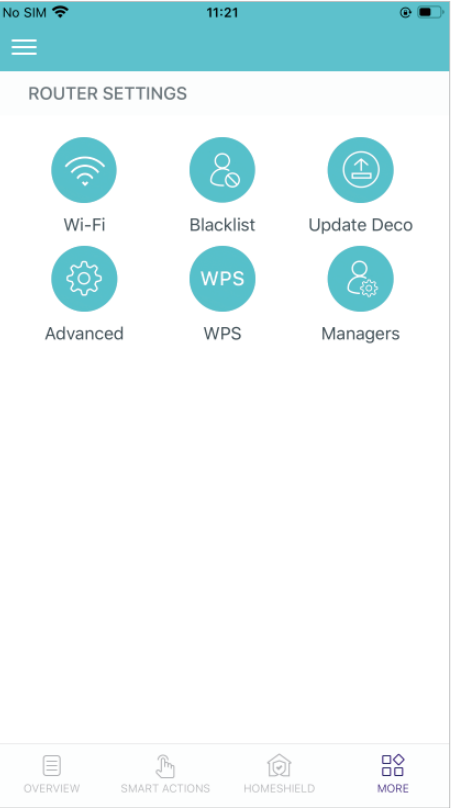 No SIM 11:21
ROUTER SETTINGS
Wi-Fi Blacklist Update Deco
WPS
Advanced WPS Managers
OVERVIEW SMART ACTIONS HOMESHIELD MORE